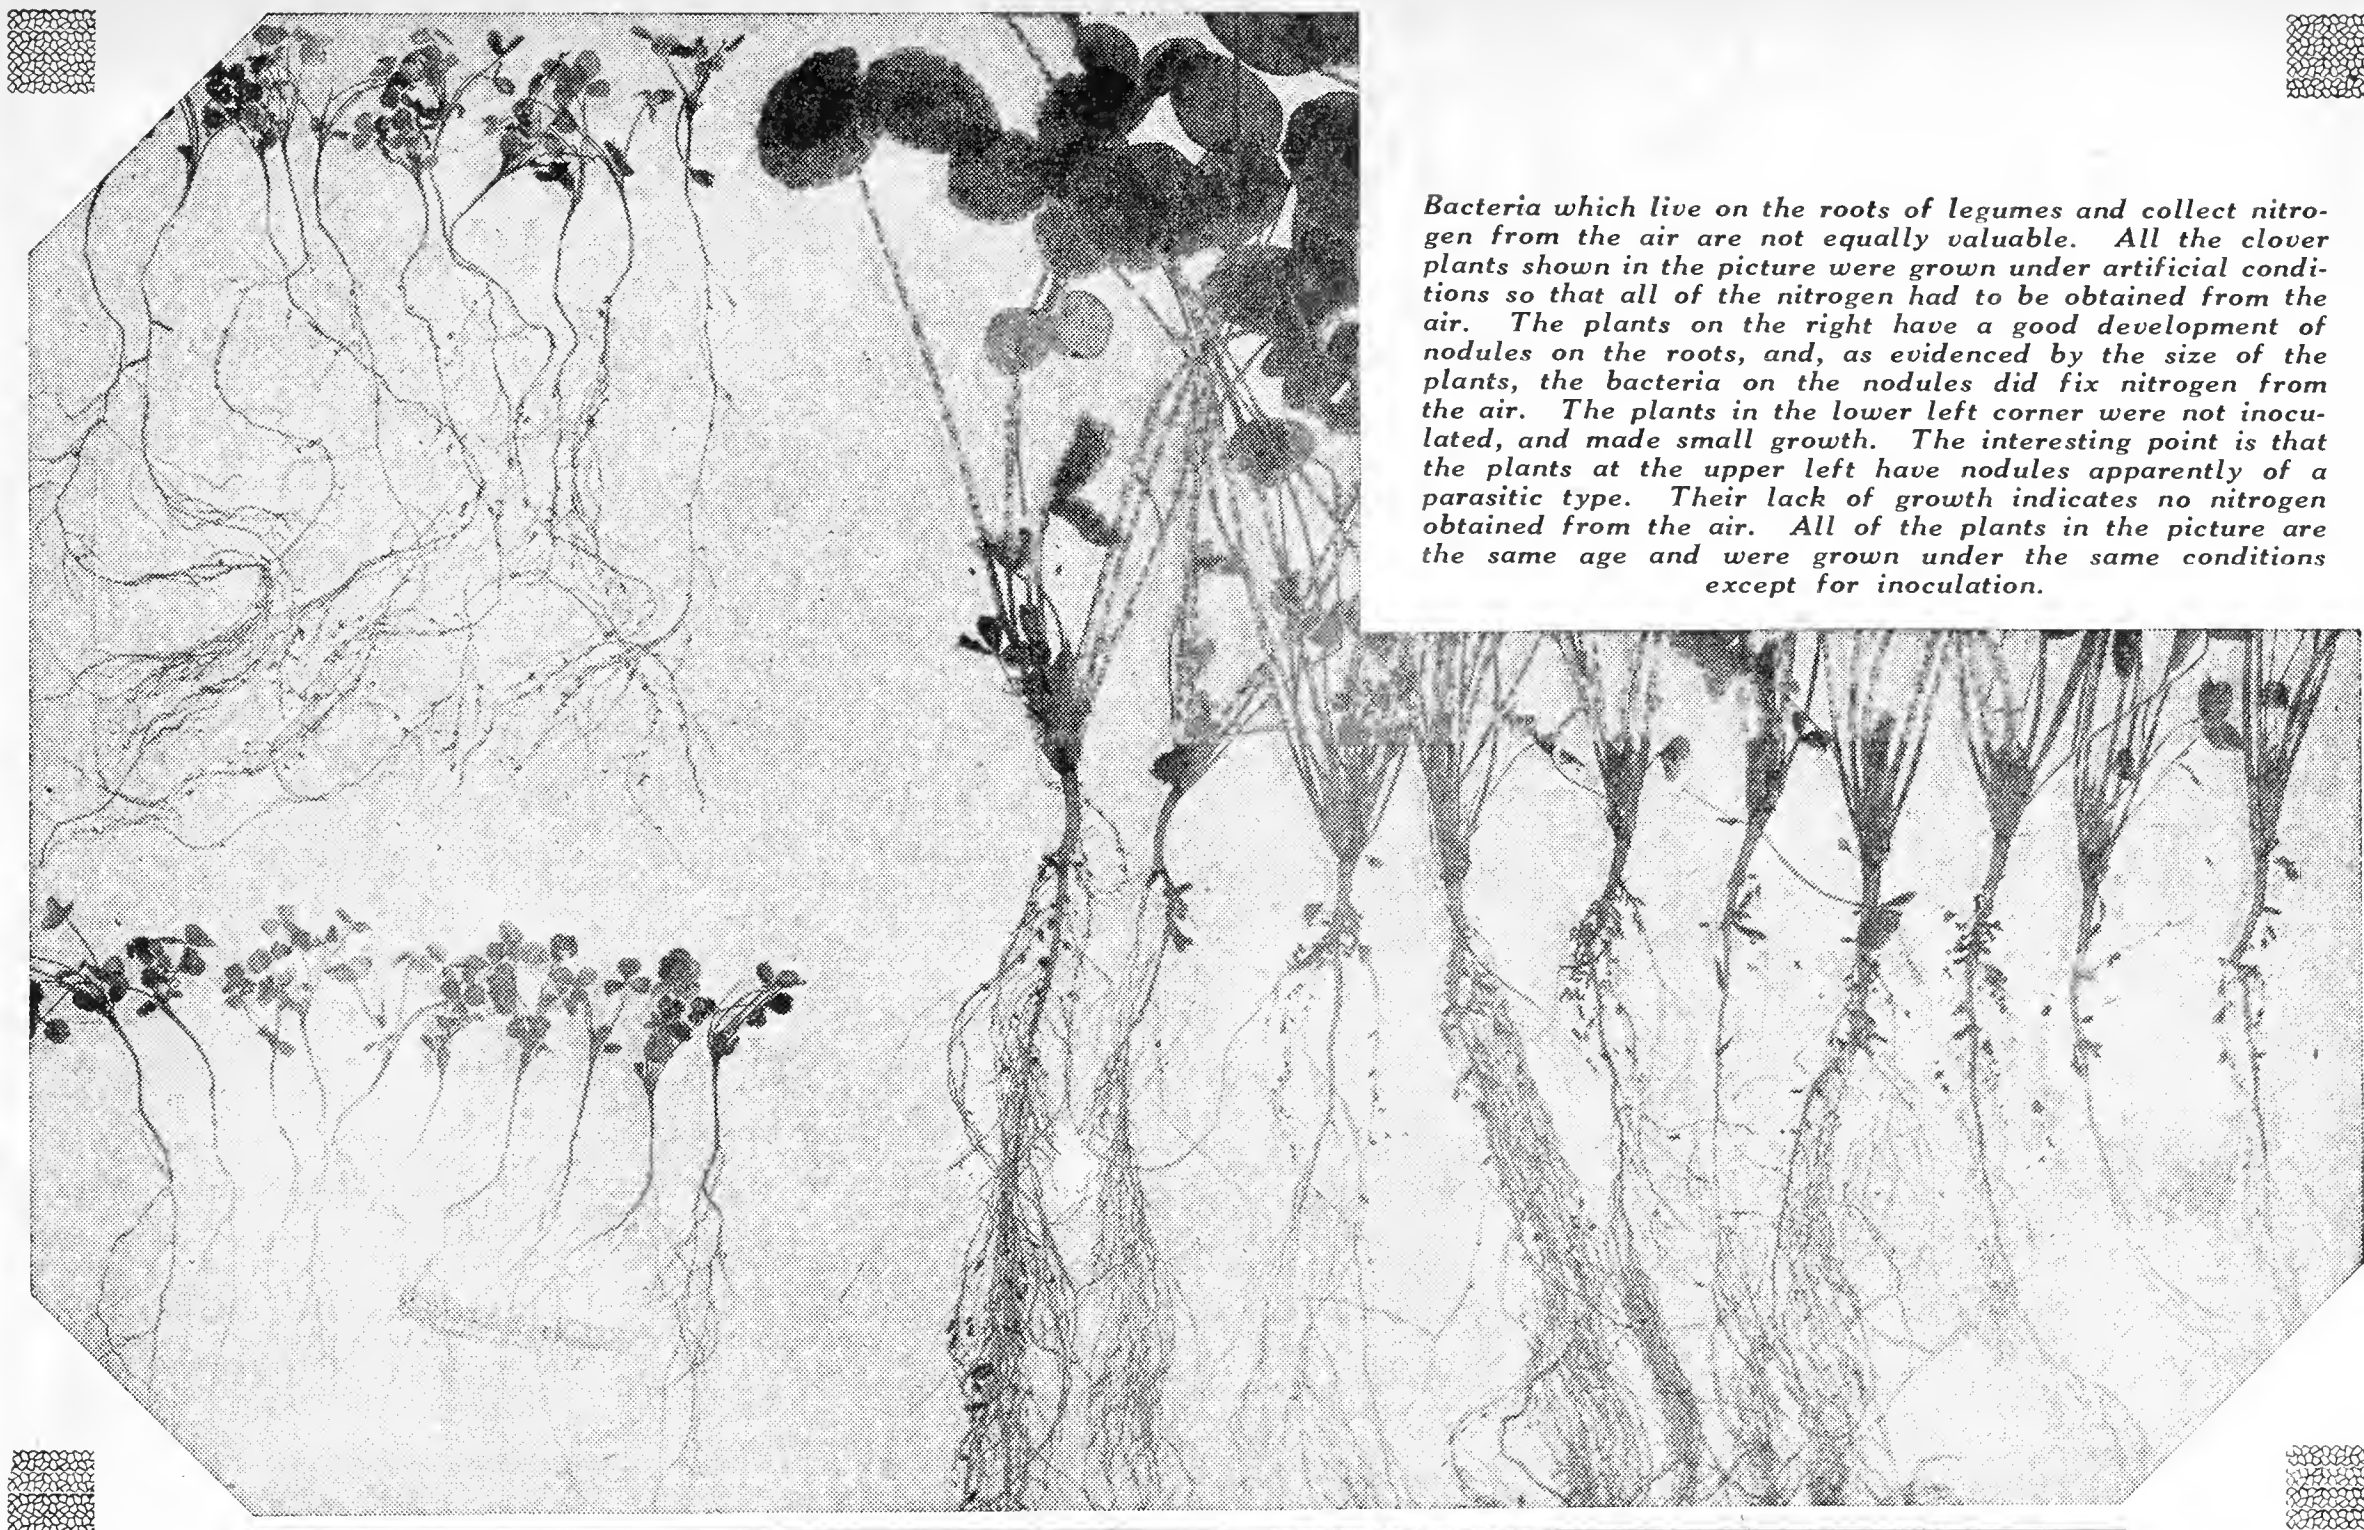 Bacteria which live on the roots of legumes and collect nitro-
gen from the air are not equally valuable. All the clover
plants shown in the picture were grown under artificial condi-
tions so that all of the nitrogen had to be obtained from the
air. The plants on the right have a good development of
nodules on the roots, and, as evidenced by the size of the
plants, the bacteria on the nodules did fix nitrogen from
the air. The plants in the lower left corner were not inocu-
lated, and made small growth. The interesting point is that
the plants at the upper left have nodules apparently of a
parasitic type. Their lack of growth indicates no nitrogen
obtained from the air. All of the plants in the picture are
the same age and were grown under the same conditions
except for inoculation.